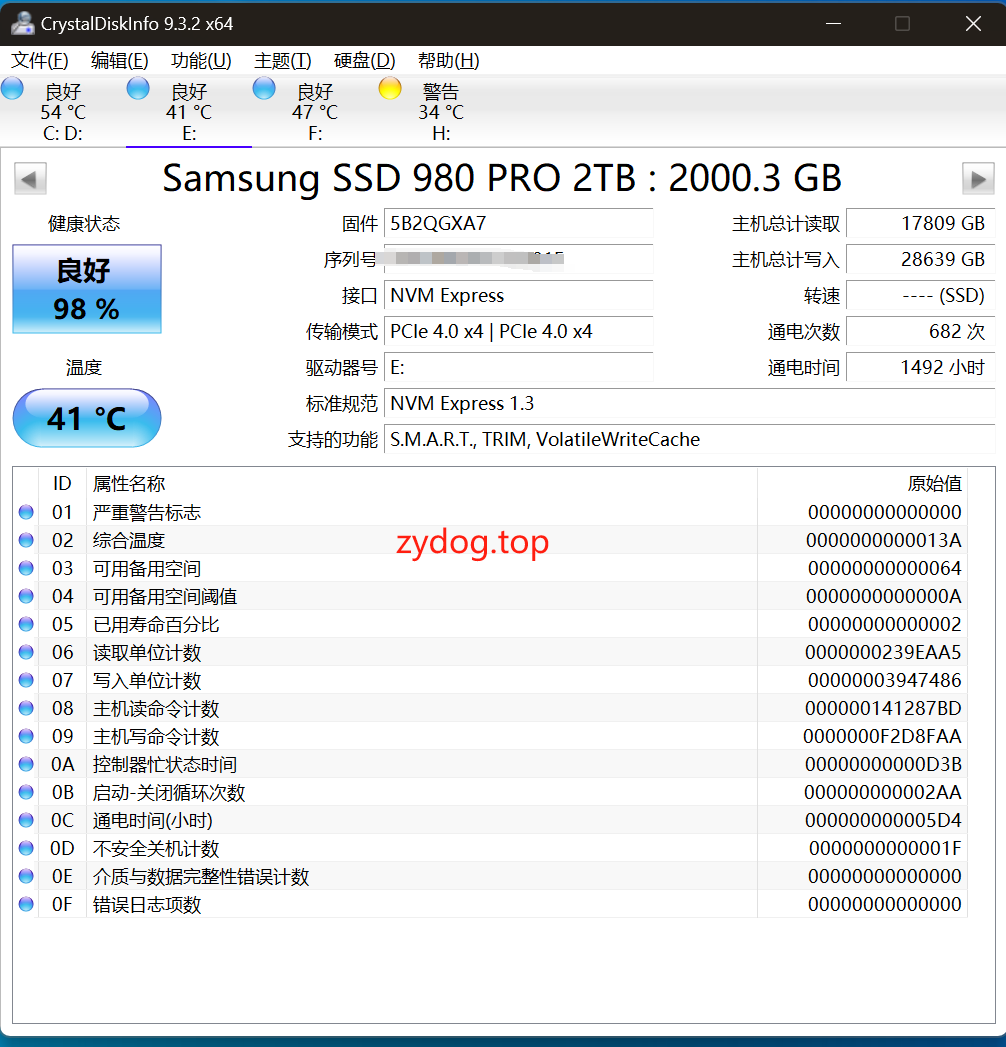 CrystalDiskInfo 9.3.2 x64
文件(F) 编辑(E) 功能(U) 主题(T) 硬盘(D) 帮助(H)
良好 良好 良好 警告
54 °C 41 °C 47 °C 34 °C
C: D: E: F: H:
Samsung SSD 980 PRO 2TB : 2000.3 GB
健康状态 固件 5B2QGXA7 主机总计读取 17809 GB
良好 序列号 主机总计写入 28639 GB
98 % 接口 NVM Express 转速 ---- (SSD)
传输模式 PCIe 4.0 x4 | PCIe 4.0 x4 通电次数 682 次
温度 驱动器号 E: 通电时间 1492 小时
41 °C 标准规范 NVM Express 1.3
支持的功能 S.M.A.R.T., TRIM, VolatileWriteCache
ID 属性名称 原始值
01 严重警告标志 00000000000000
02 综合温度 0000000000013A
zydog.top
03 可用备用空间 00000000000064
04 可用备用空间阈值 0000000000000A
05 已用寿命百分比 00000000000002
06 读取单位计数 0000000239EAA5
07 写入单位计数 00000003947486
08 主机读命令计数 000000141287BD
09 主机写命令计数 0000000F2D8FAA
0A 控制器忙状态时间 00000000000D3B
0B 启动-关闭循环次数 000000000002AA
0C 通电时间(小时) 000000000005D4
0D 不安全关机计数 0000000000001F
0E 介质与数据完整性错误计数 00000000000000
0F 错误日志项数 00000000000000